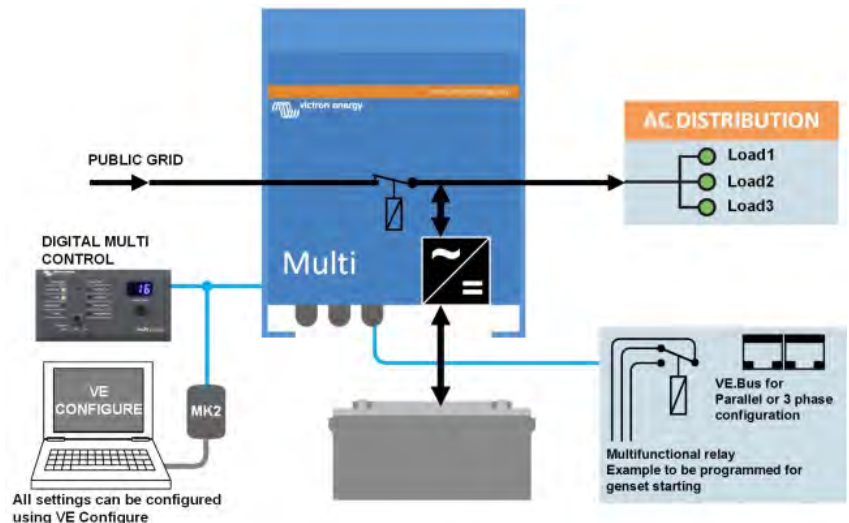 victron energy
AC DISTRIBUTION
PUBLIC GRID
Load1
Load2
Load3
DIGITAL MULTI
CONTROL
16
Multi
VE
CONFIGURE
MK2
VE.Bus for
Parallel or 3 phase
configuration
Multifunctional relay
Example to be programmed for
genset starting
All settings can be configured
using VE Configure